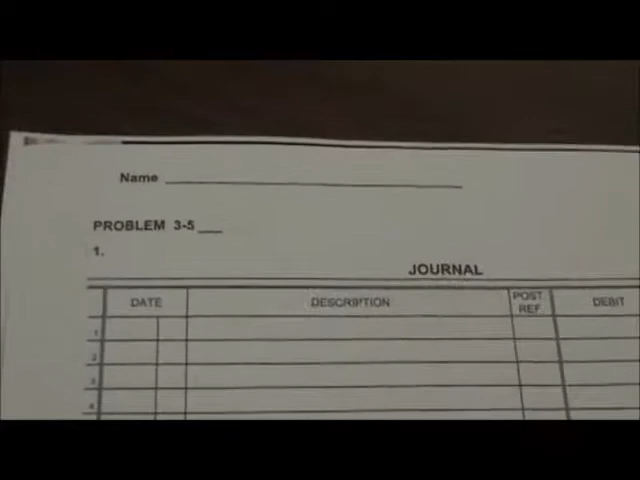 Name
PROBLEM 3-5
1.
JOURNAL
DATE DESCRIPTION POST. REF. DEBIT
1
2
3
4